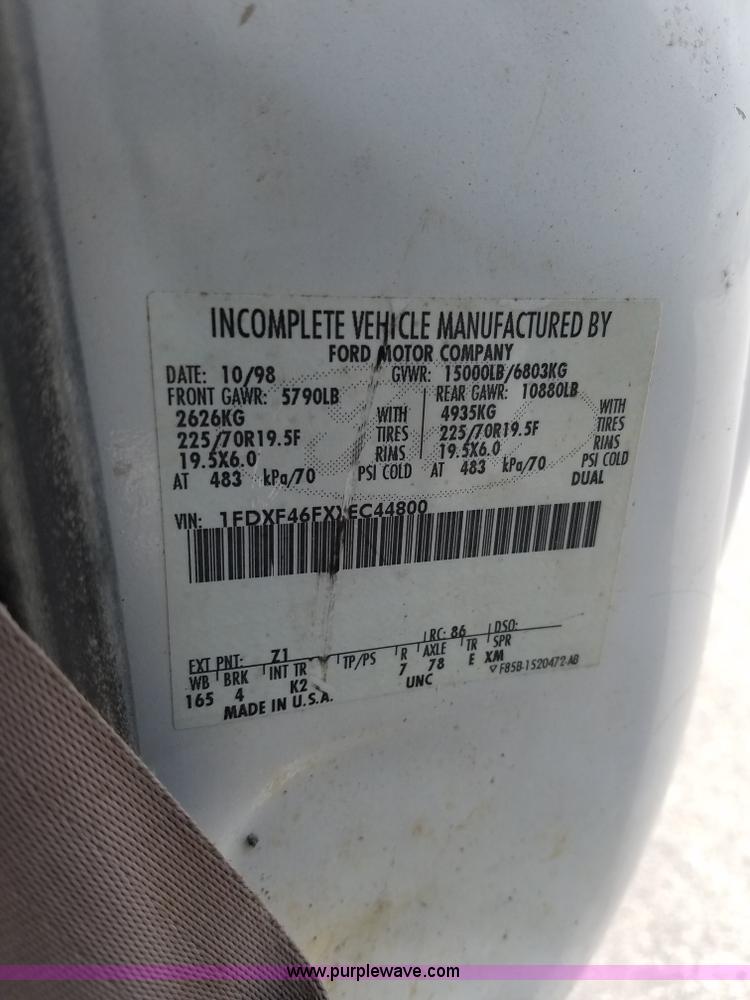 INCOMPLETE VEHICLE MANUFACTURED BY
FORD MOTOR COMPANY
DATE: 10/98 GVWR: 15000LB/6803KG
FRONT GAWR: 5790LB REAR GAWR: 10880LB
2626KG WITH 4935KG WITH
225/70R19.5F TIRES 225/70R19.5F TIRES
19.5X6.0 RIMS 19.5X6.0 RIMS
AT 483 kPa/70 PSI COLD AT 483 kPa/70 PSI COLD
DUAL
VIN: 1FDXF46FXXEC44800
EXT PNT: Z1 RC: 86 DSO:
WB BRK INT TR TP/PS R AXLE TR SPR
165 4 K2 7 78 E XM
MADE IN U.S.A. UNC F85B-1520472-AB
www.purplewave.com